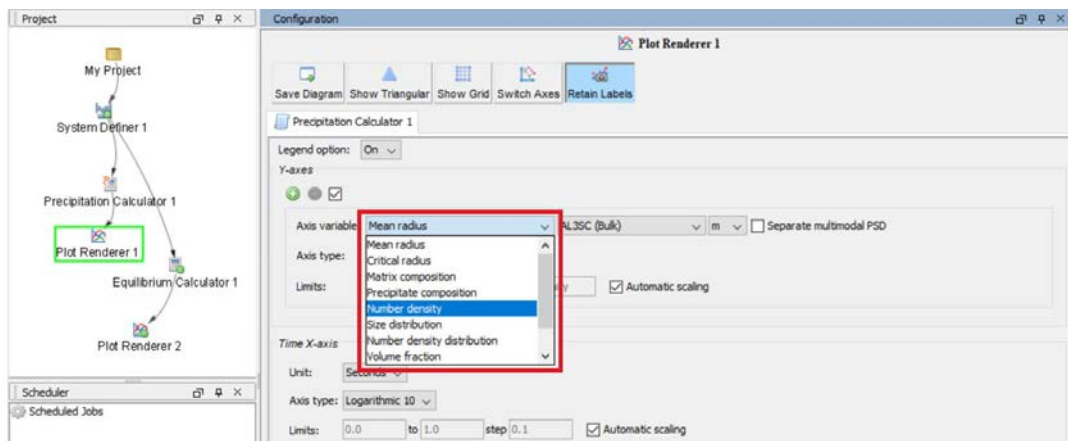 Project
Configuration
Plot Renderer 1
My Project
Save Diagram Show Triangular Show Grid Switch Axes Retain Labels
System Definer 1
Precipitation Calculator 1
Legend option: On
Y-axes
Precipitation Calculator 1
Axis variable Mean radius AL3SC (Bulk) m Separate multimodal PSD
Plot Renderer 1
Mean radius
Axis type:
Critical radius
Matrix composition
Equilibrium Calculator 1
Limits:
Precipitate composition
Automatic scaling
Number density
Size distribution
Plot Renderer 2
Time X-axis
Number density distribution
Volume fraction
Unit: Seconds
Scheduler
Axis type: Logarithmic 10
Scheduled Jobs
Limits: 0.0 to 1.0 step 0.1 Automatic scaling